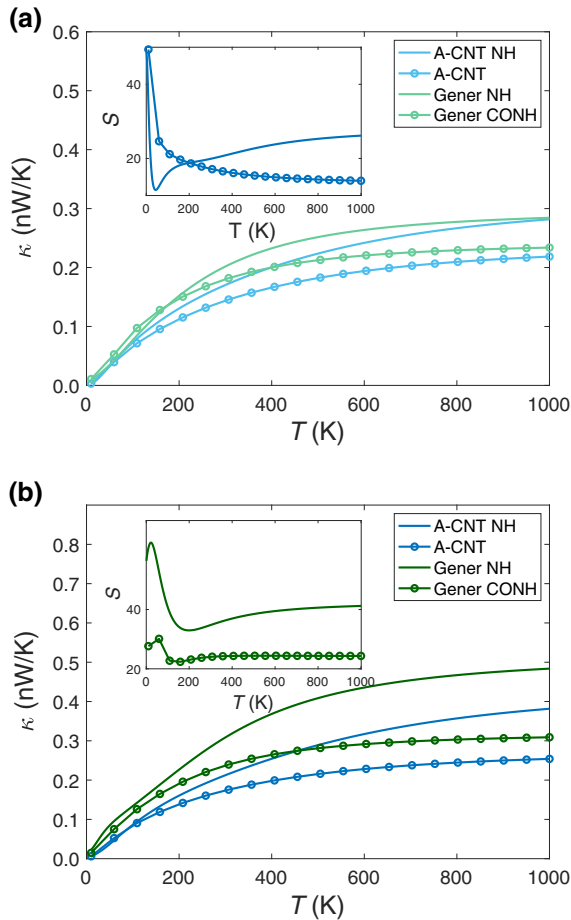 (a)
0.6
0.5
0.4
0.3
0.2
0.1
0.0
κ (nW/K)
0 200 400 600 800 1000
T (K)
A-CNT NH
A-CNT
Gener NH
Gener CONH
40
20
S
0 200 400 600 800 1000
T (K)
(b)
0.8
0.7
0.6
0.5
0.4
0.3
0.2
0.1
0.0
κ (nW/K)
0 200 400 600 800 1000
T (K)
A-CNT NH
A-CNT
Gener NH
Gener CONH
40
20
S
0 200 400 600 800 1000
T (K)